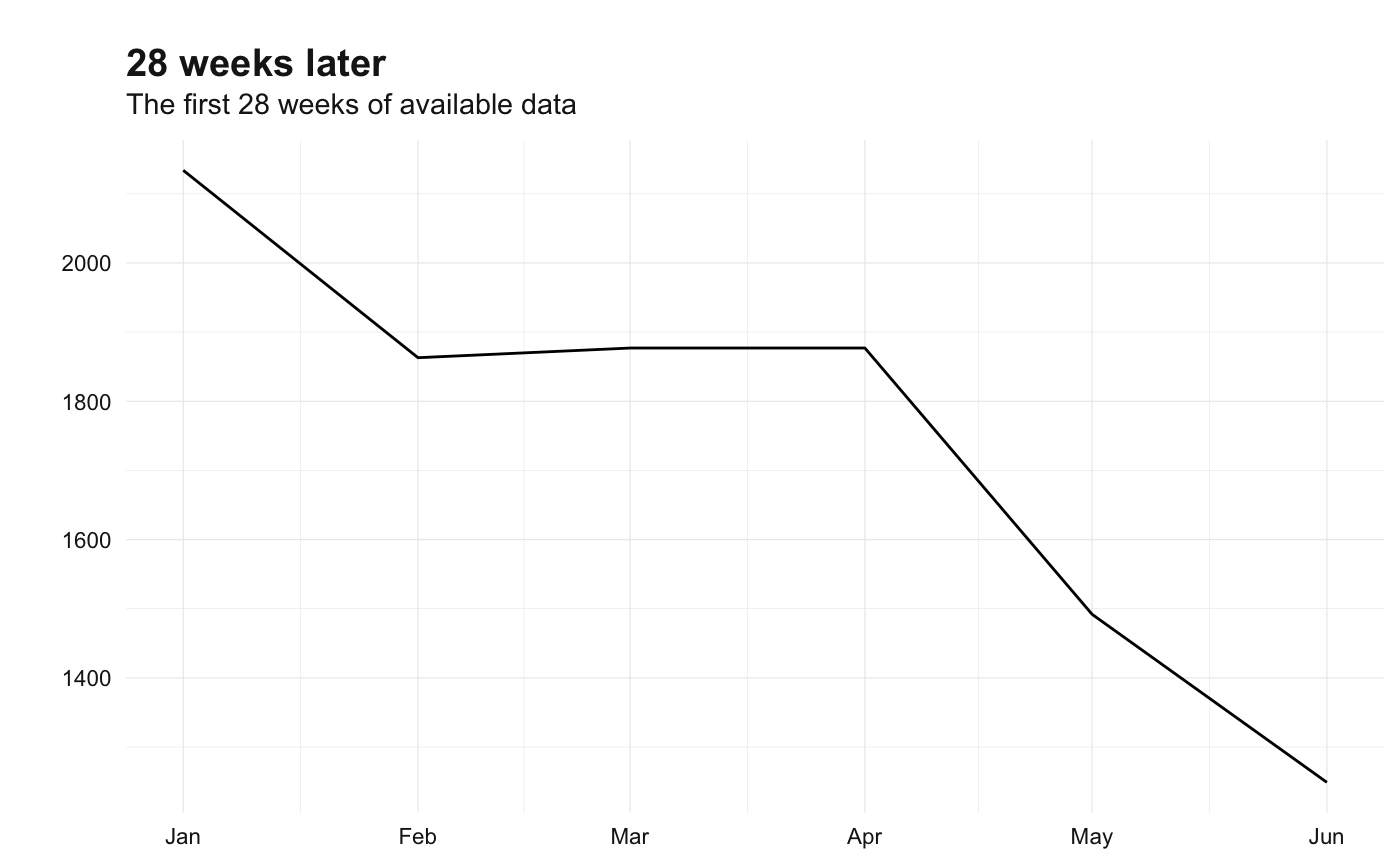 28 weeks later
The first 28 weeks of available data
2000
1800
1600
1400
Jan Feb Mar Apr May Jun